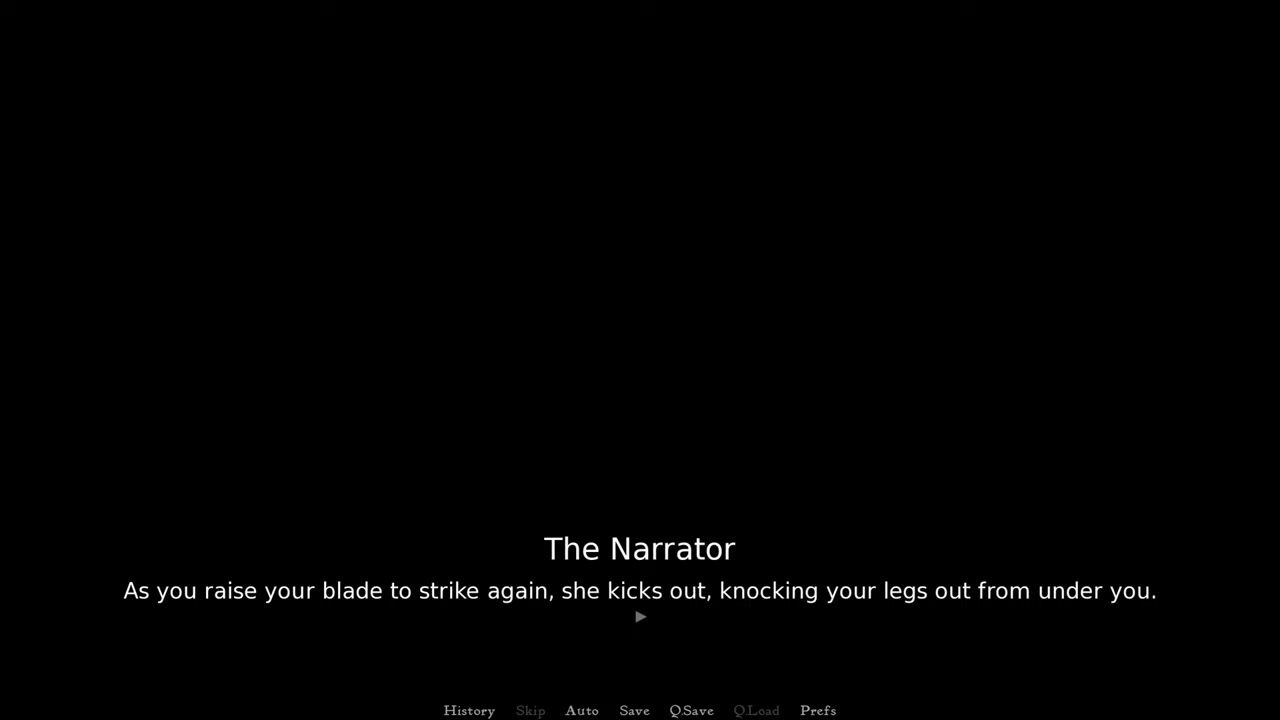 The Narrator
As you raise your blade to strike again, she kicks out, knocking your legs out from under you.
History Skip Auto Save Q.Save Q.Load Prefs